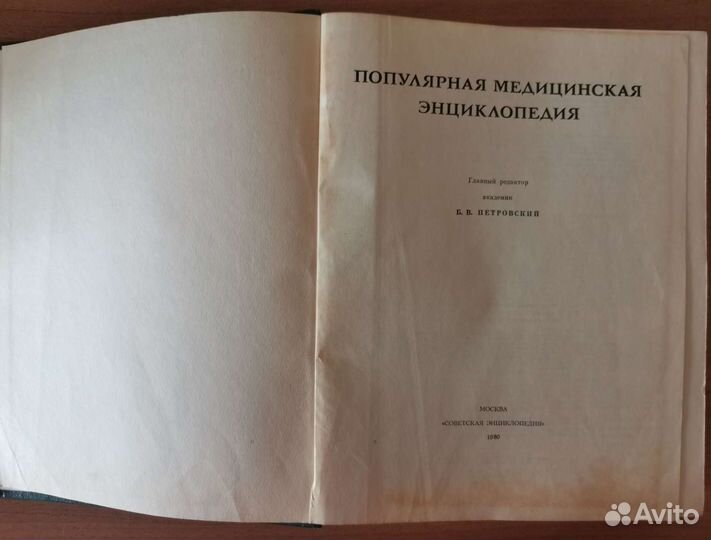 ПОПУЛЯРНАЯ МЕДИЦИНСКАЯ
ЭНЦИКЛОПЕДИЯ
Главный редактор
академик
Б. В. ПЕТРОВСКИЙ
МОСКВА
«СОВЕТСКАЯ ЭНЦИКЛОПЕДИЯ»
1980
Avito